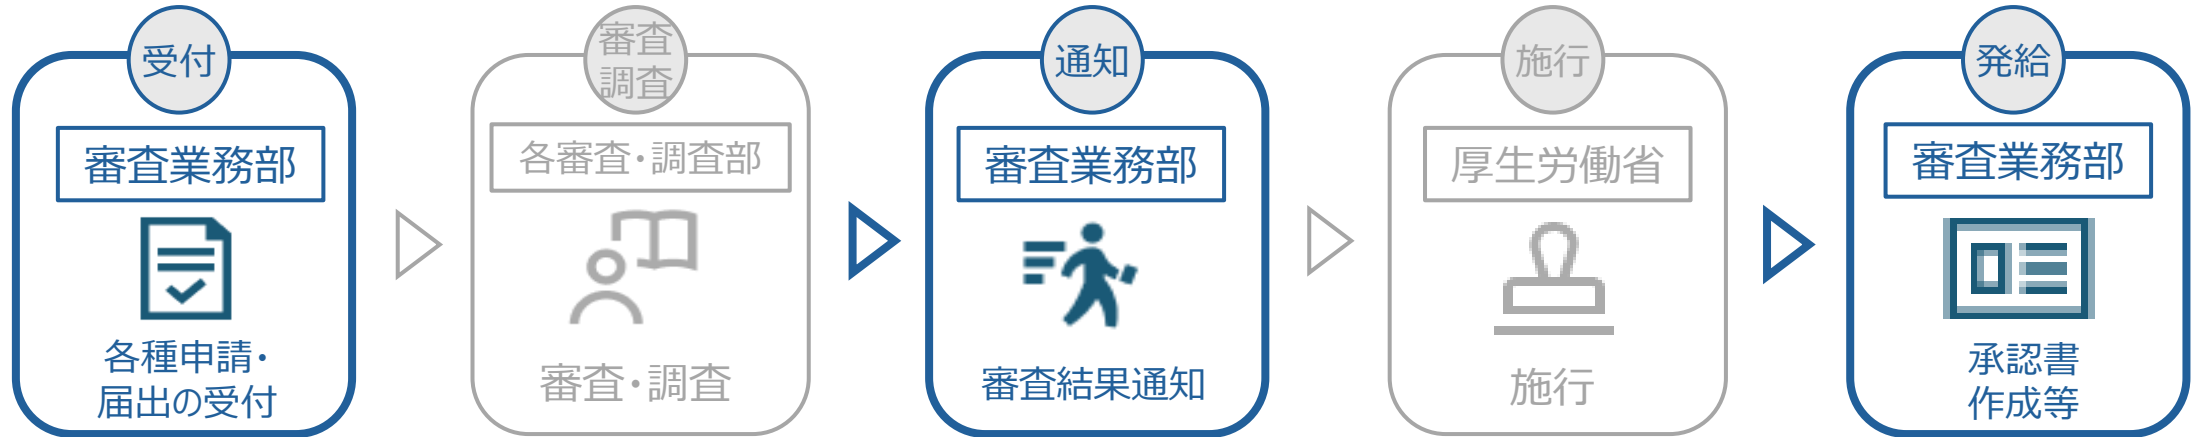 受付
審査業務部
各種申請・
届出の受付
審査
調査
各審査・調査部
審査・調査
通知
審査業務部
審査結果通知
施行
厚生労働省
施行
発給
審査業務部
承認書
作成等